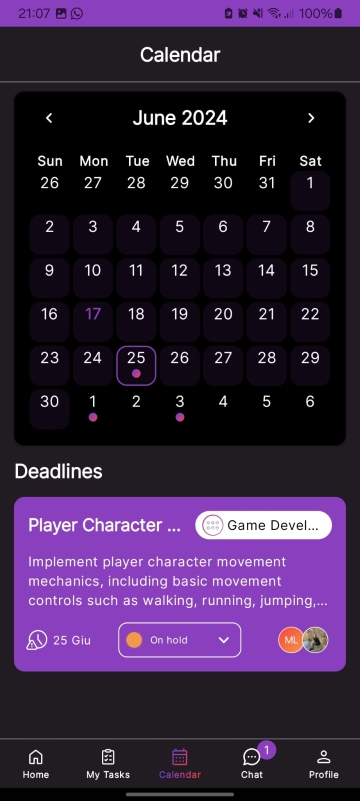 21:07 100%
Calendar
June 2024
Sun Mon Tue Wed Thu Fri Sat
26 27 28 29 30 31 1
2 3 4 5 6 7 8
9 10 11 12 13 14 15
16 17 18 19 20 21 22
23 24 25 26 27 28 29
30 1 2 3 4 5 6
Deadlines
Player Character ... Game Devel...
Implement player character movement
mechanics, including basic movement
controls such as walking, running, jumping,...
25 Giu On hold ML
1
Home My Tasks Calendar Chat Profile